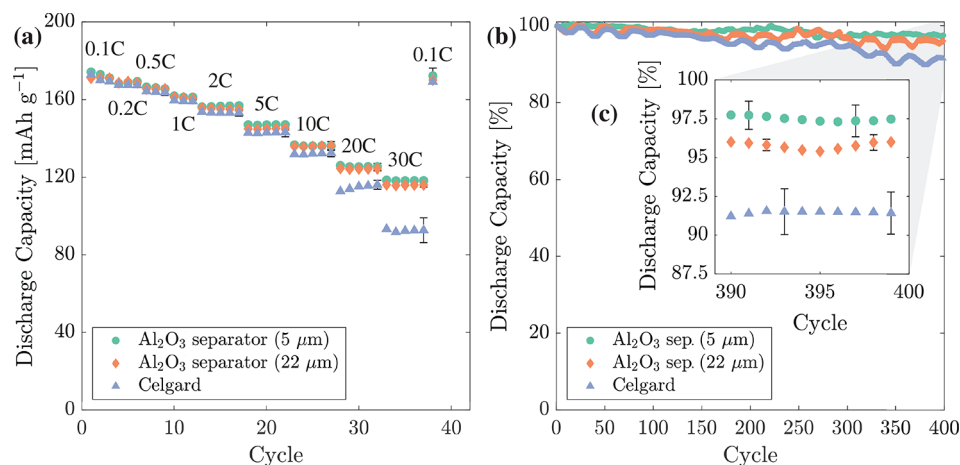 (a)
0.1C
0.2C
0.5C
1C
2C
5C
10C
20C
30C
0.1C
Discharge Capacity [mAh g⁻¹]
200
160
120
80
40
0
0
10
20
30
40
Cycle
Al₂O₃ separator (5 μm)
Al₂O₃ separator (22 μm)
Celgard
(b)
Discharge Capacity [%]
100
80
60
40
20
0
0
50
100
150
200
250
300
350
400
Cycle
Al₂O₃ sep. (5 μm)
Al₂O₃ sep. (22 μm)
Celgard
(c)
Discharge Capacity [%]
100
97.5
95
92.5
91
87.5
390
395
400
Cycle